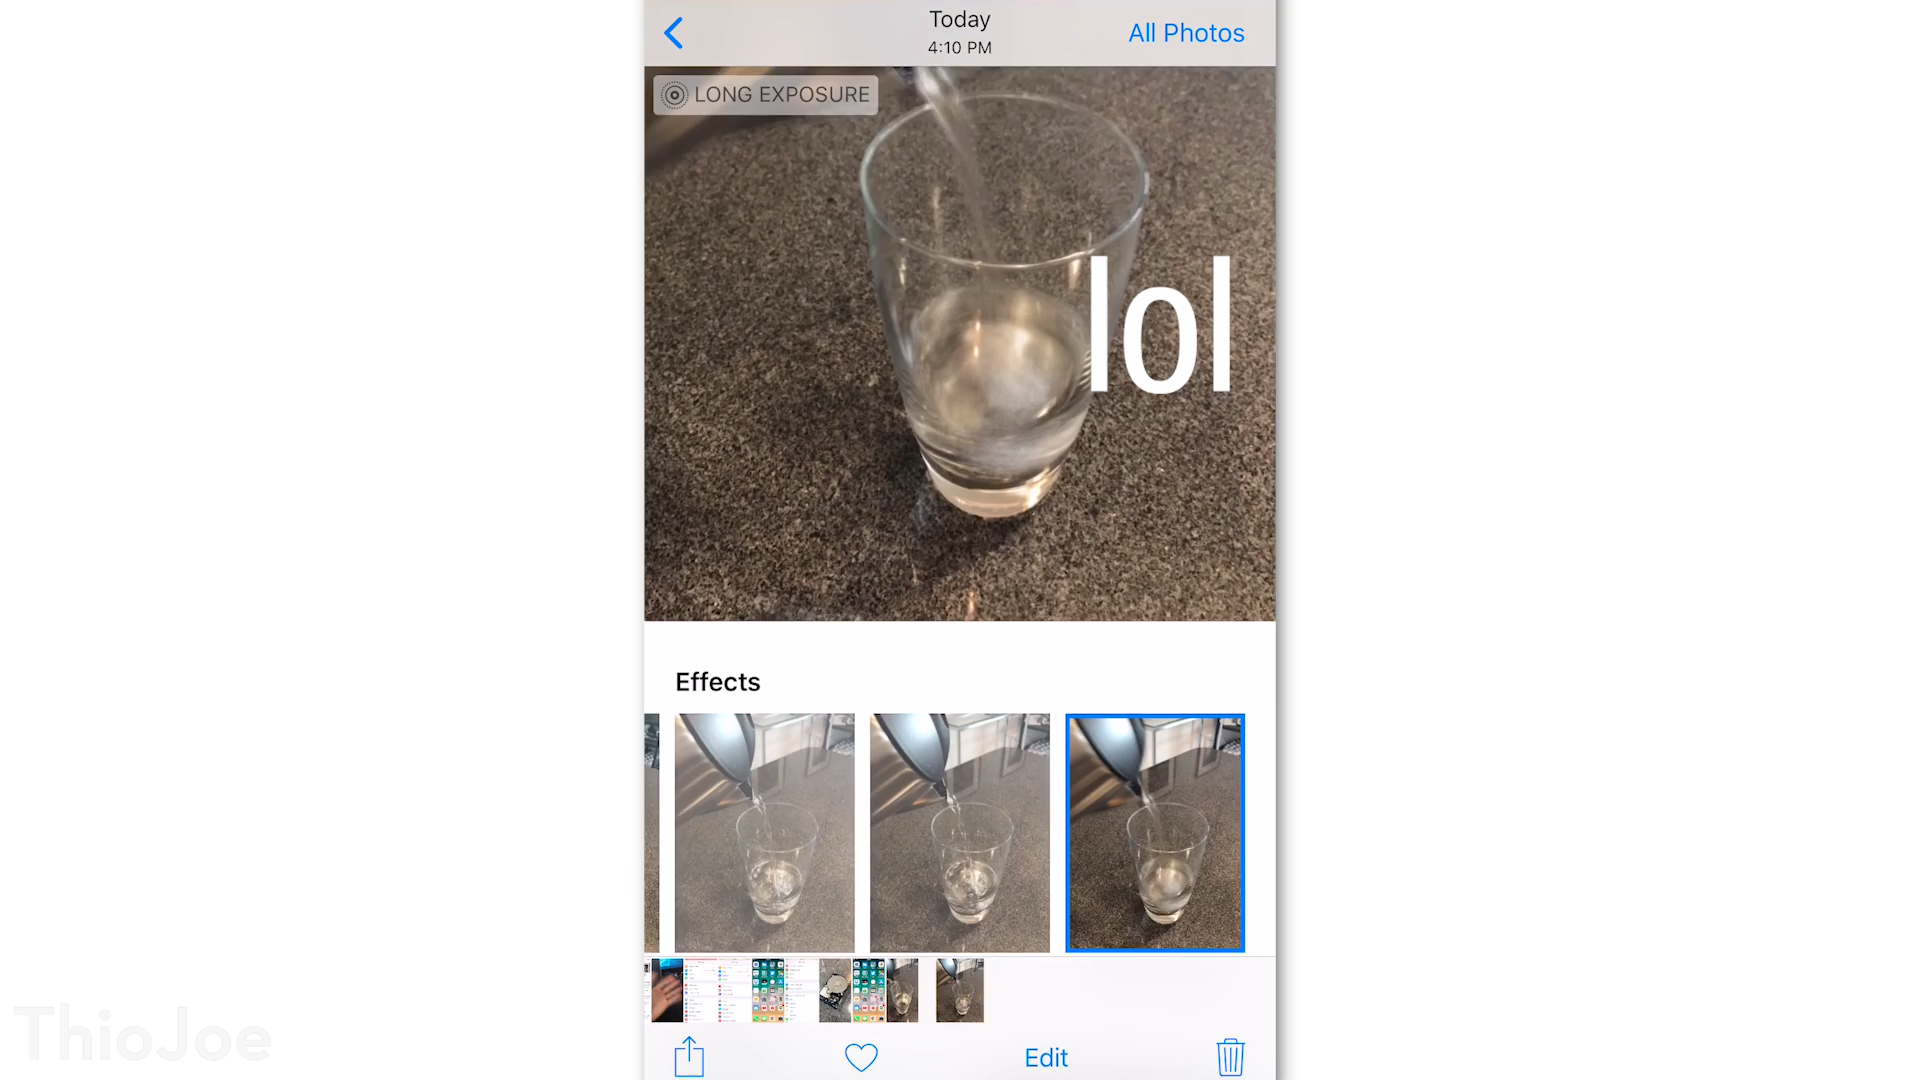 Today
4:10 PM
All Photos
LONG EXPOSURE
lol
Effects
Edit
ThioJoe